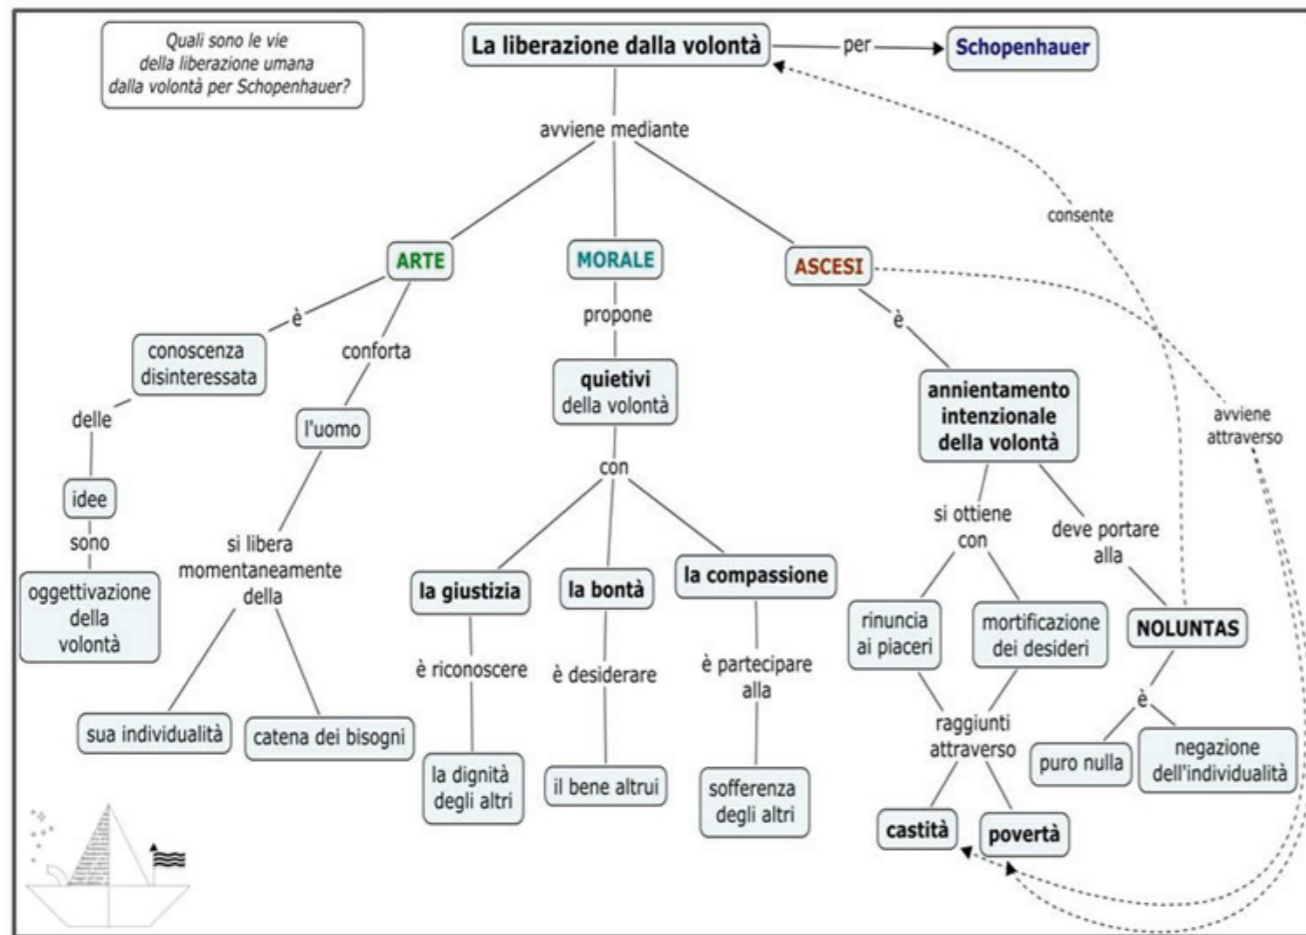 Quali sono le vie
della liberazione umana
dalla volontà per Schopenhauer?
La liberazione dalla volontà
per
Schopenhauer
avviene mediante
consente
ARTE
MORALE
ASCESI
è
conoscenza
disinteressata
delle
idee
sono
oggettivazione
della
volontà
conforta
l'uomo
si libera
momentaneamente
della
sua individualità
catena dei bisogni
propone
quietivi
della volontà
con
la giustizia
è riconoscere
la dignità
degli altri
la bontà
è desiderare
il bene altrui
la compassione
è partecipare
alla
sofferenza
degli altri
è
annientamento
intenzionale
della volontà
avviene
attraverso
si ottiene
con
rinuncia
ai piaceri
mortificazione
dei desideri
raggiunti
attraverso
castità
povertà
deve portare
alla
NOLUNTAS
è
puro nulla
negazione
dell'individualità